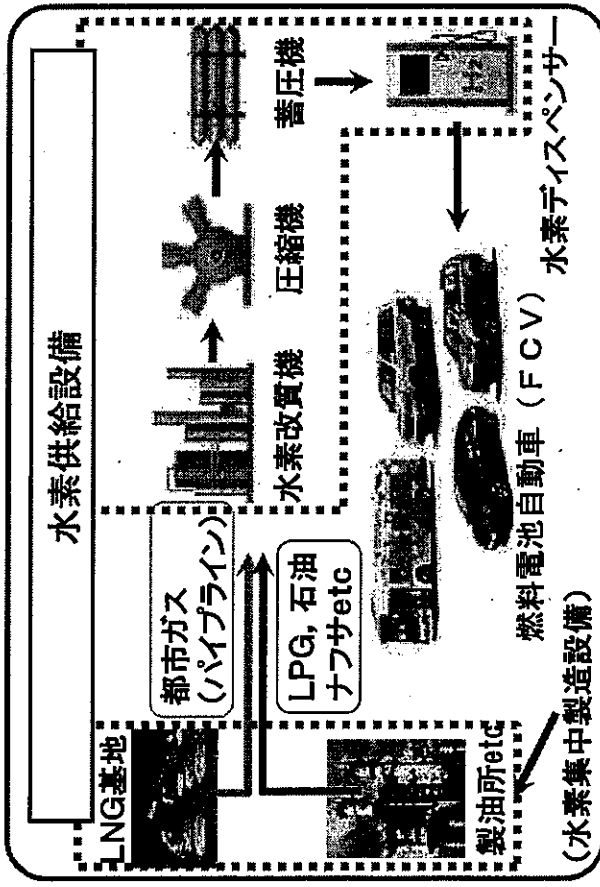 水素供給設備
LNG基地
都市ガス
(パイプライン)
LPG, 石油
ナフサetc
製油所etc
(水素集中製造設備)
水素改質機
圧縮機
蓄圧機
水素ディスペンサー
燃料電池自動車 (FCV)